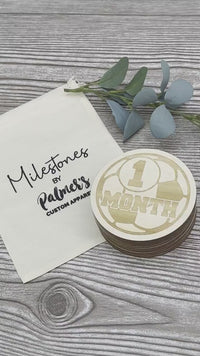 Milestones
BY
Palmer's
CUSTOM APPAREL
1
MONTH